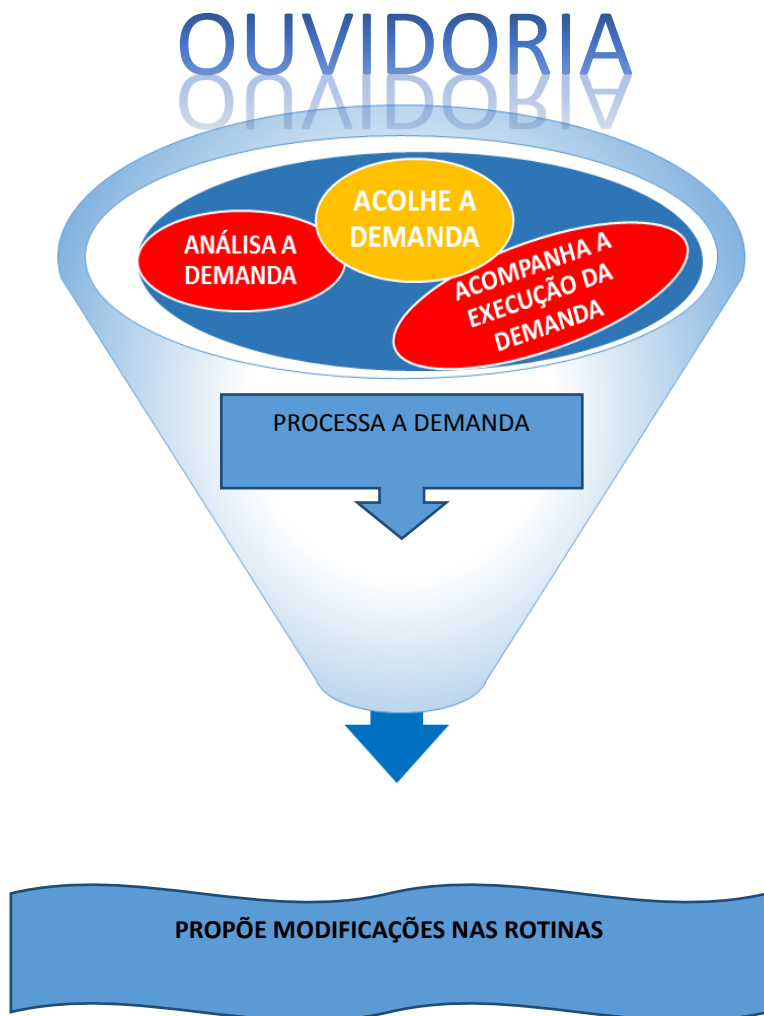 OUVIDORIA
ANÁLISA A
DEMANDA
ACOLHE A
DEMANDA
ACOMPANHA A
EXECUÇÃO DA
DEMANDA
PROCESSA A DEMANDA
PROPÕE MODIFICAÇÕES NAS ROTINAS